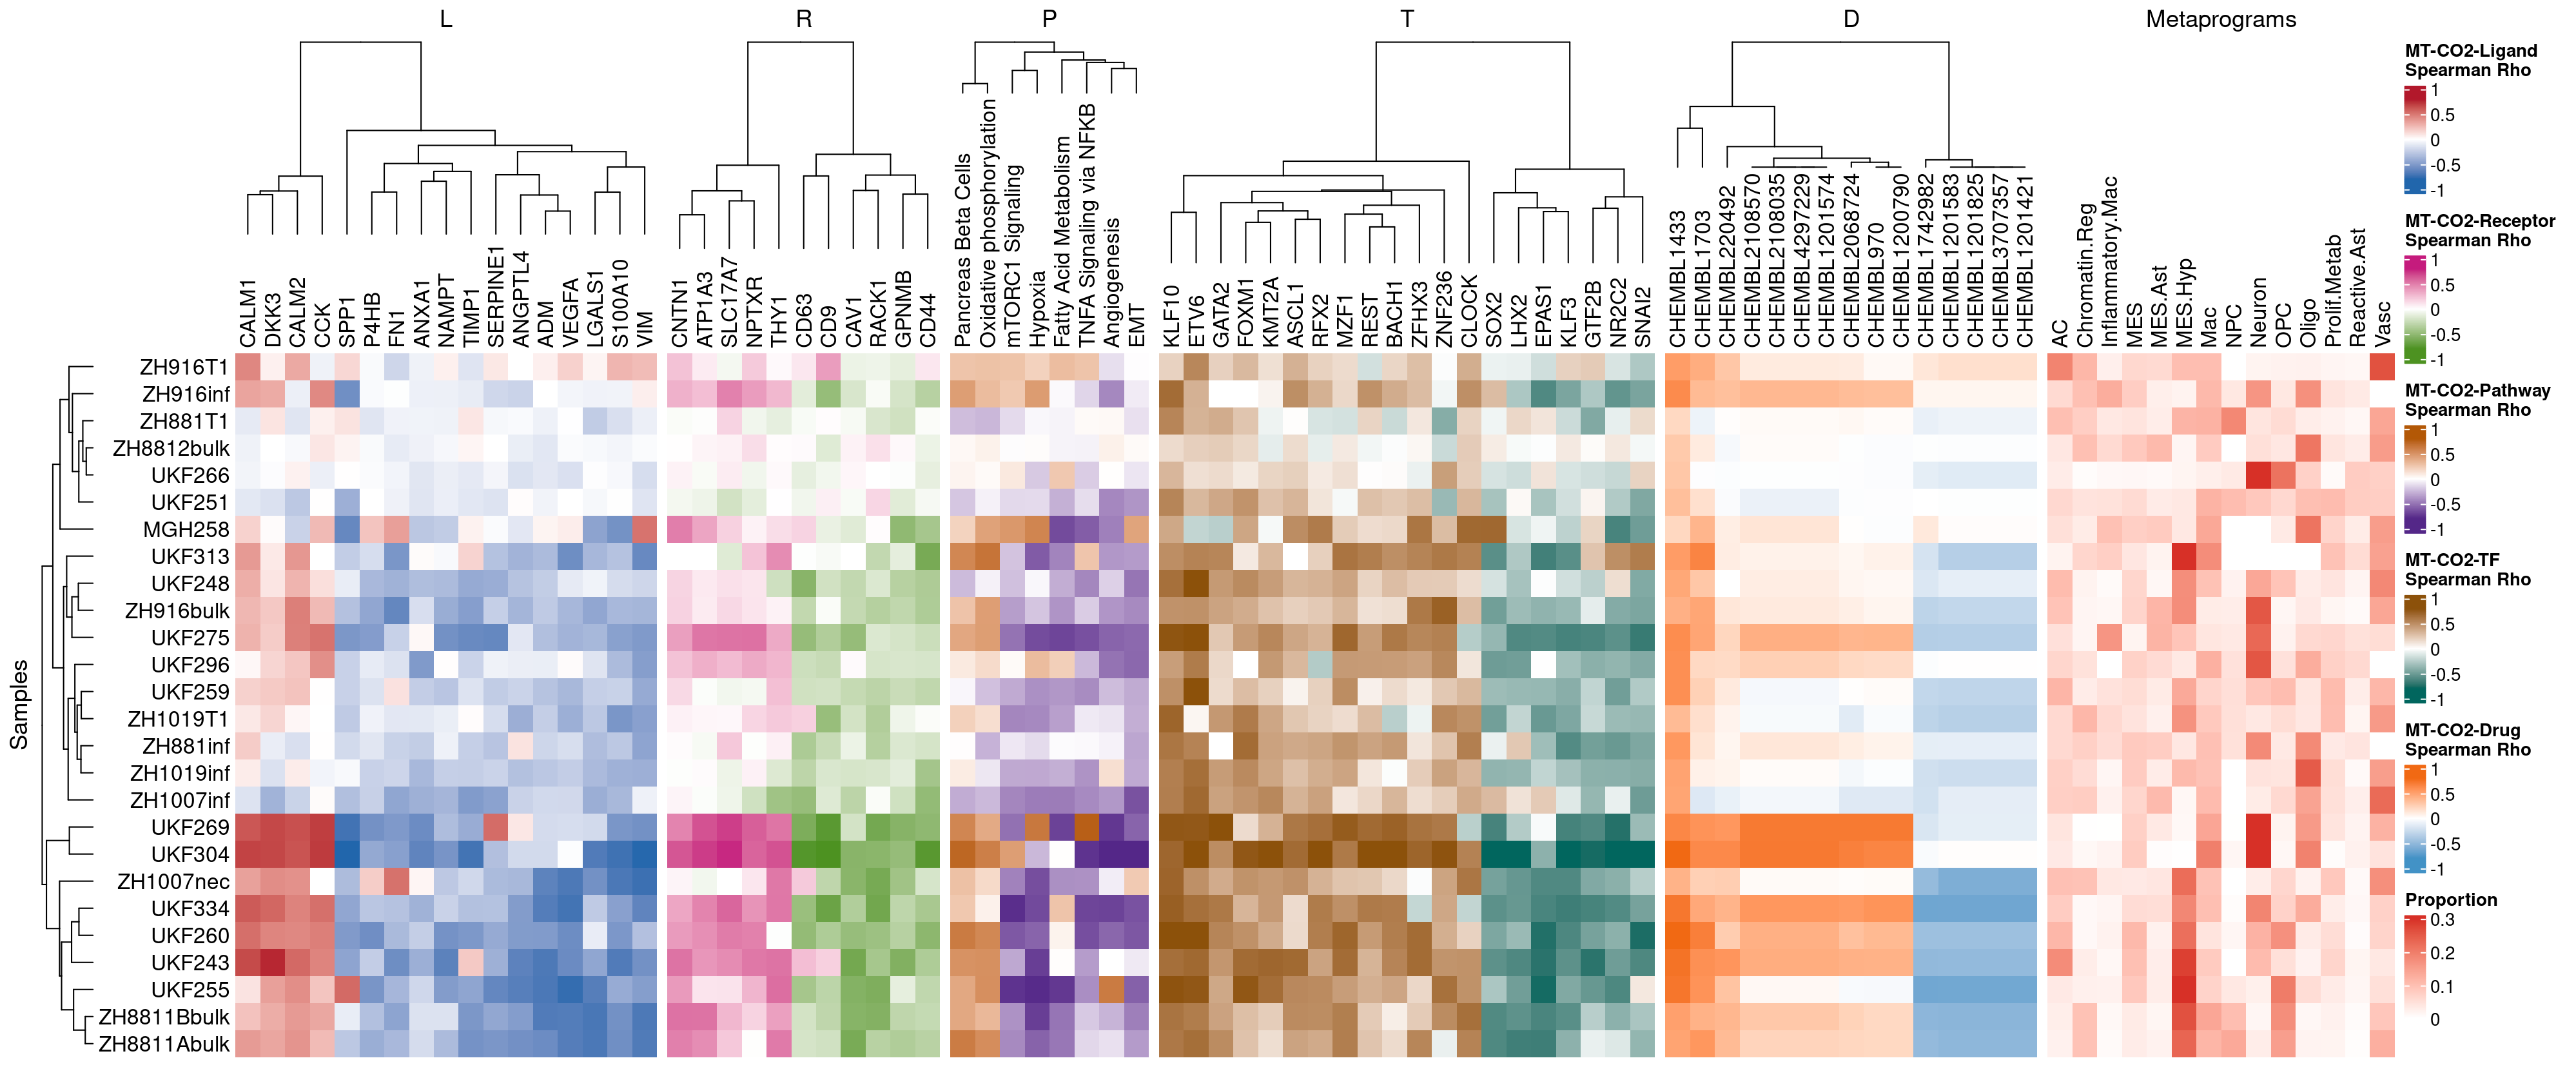 L R P T D Metaprograms
CALM1
DKK3
CALM2
CCK
SPP1
P4HB
FN1
ANXA1
NAMPT
TIMP1
SERPINE1
ANGPTL4
ADM
VEGFA
LGALS1
S100A10
VIM
CNTN1
ATP1A3
SLC17A7
NPTXR
THY1
CD63
CD9
CAV1
RACK1
GPNMB
CD44
Pancreas Beta Cells
Oxidative phosphorylation
mTORC1 Signaling
Hypoxia
Fatty Acid Metabolism
TNFA Signaling via NFKB
Angiogenesis
EMT
KLF10
ETV6
GATA2
FOXM1
KMT2A
ASCL1
RFX2
MZF1
REST
BACH1
ZFHX3
ZNF236
CLOCK
SOX2
LHX2
EPAS1
KLF3
GTF2B
NR2C2
SNAI2
CHEMBL1433
CHEMBL1703
CHEMBL2220492
CHEMBL2108570
CHEMBL2108035
CHEMBL4297229
CHEMBL1201574
CHEMBL2068724
CHEMBL970
CHEMBL1200790
CHEMBL1742982
CHEMBL1201583
CHEMBL1201825
CHEMBL3707357
CHEMBL1201421
AC
Chromatin.Reg
Inflammatory.Mac
MES
MES.Ast
MES.Hyp
Mac
NPC
Neuron
OPC
Oligo
Prolif.Metab
Reactive.Ast
Vasc
Samples
ZH916T1
ZH916inf
ZH881T1
ZH8812bulk
UKF266
UKF251
MGH258
UKF313
UKF248
ZH916bulk
UKF275
UKF296
UKF259
ZH1019T1
ZH881inf
ZH1019inf
ZH1007inf
UKF269
UKF304
ZH1007nec
UKF334
UKF260
UKF243
UKF255
ZH8811Bbulk
ZH8811Abulk
MT-CO2-Ligand
Spearman Rho
1
0.5
0
-0.5
-1
MT-CO2-Receptor
Spearman Rho
1
0.5
0
-0.5
-1
MT-CO2-Pathway
Spearman Rho
1
0.5
0
-0.5
-1
MT-CO2-TF
Spearman Rho
1
0.5
0
-0.5
-1
MT-CO2-Drug
Spearman Rho
1
0.5
0
-0.5
-1
Proportion
0.3
0.2
0.1
0